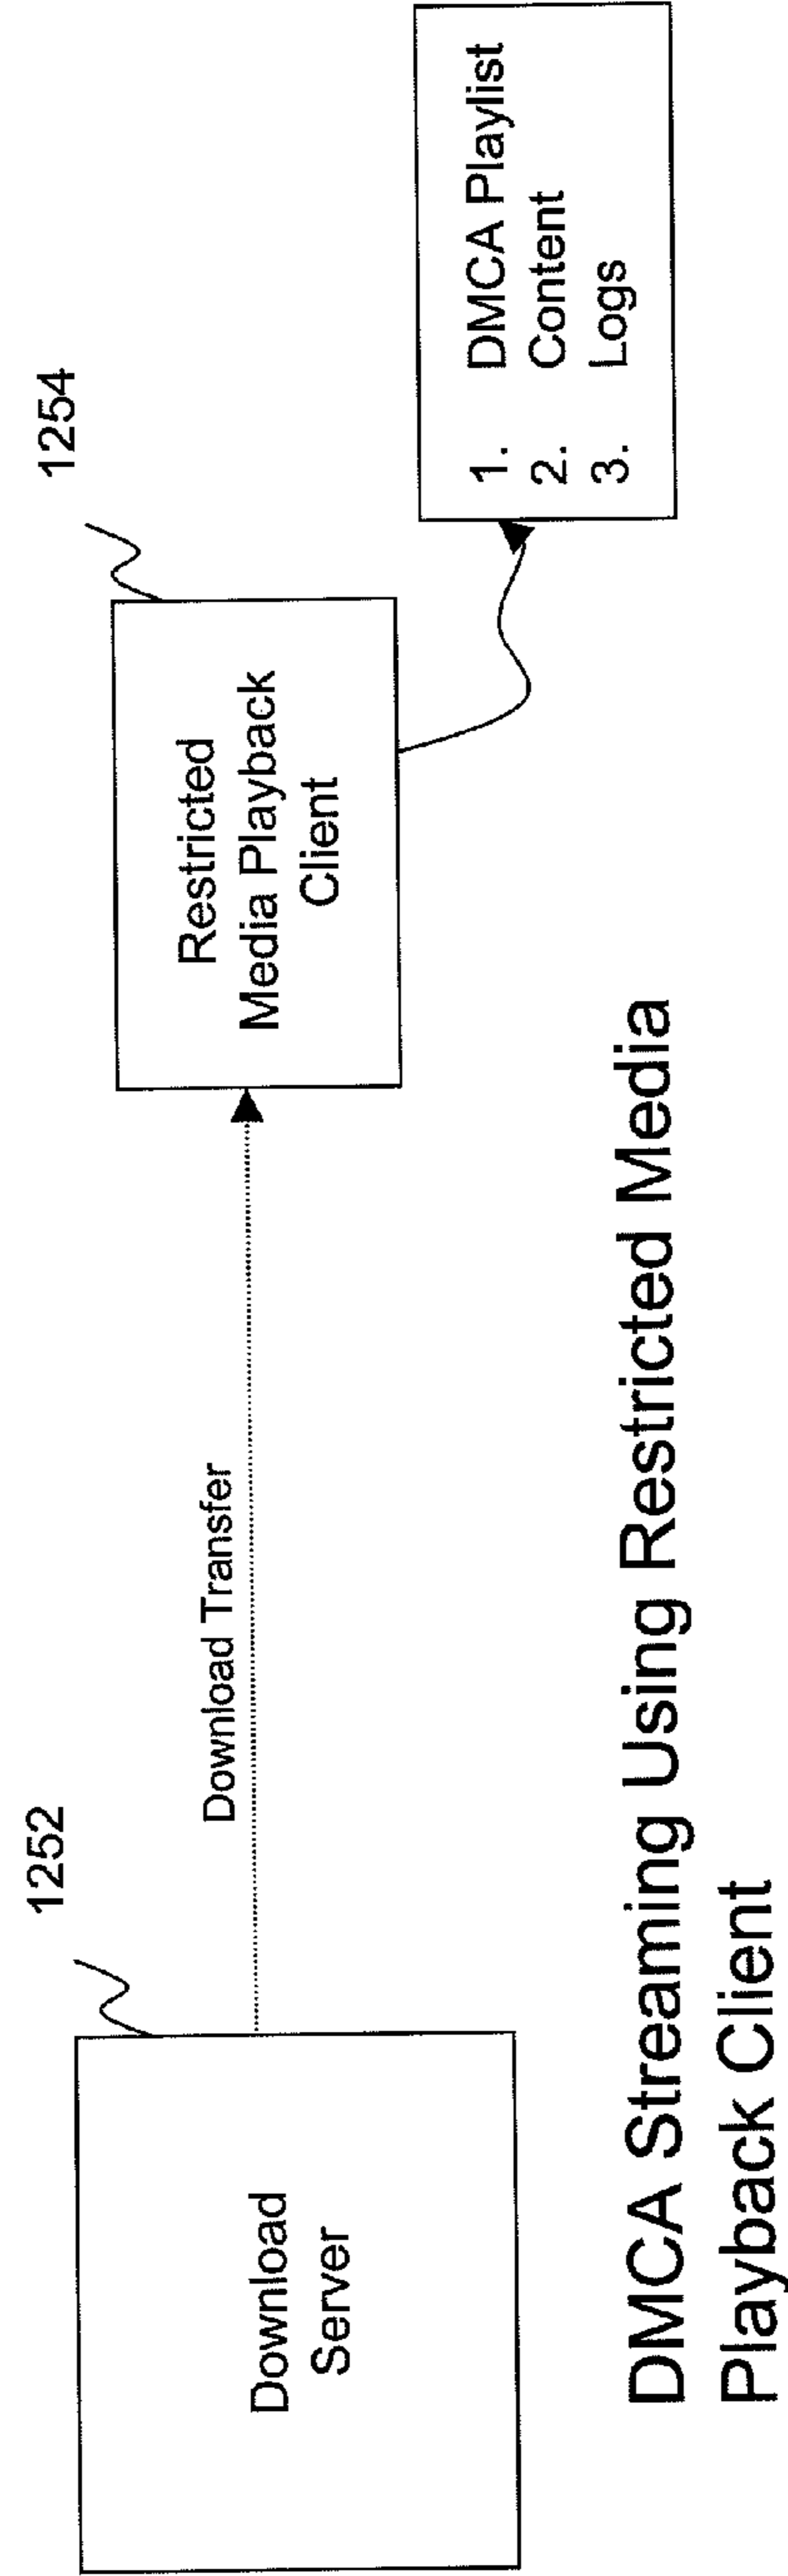 1252
1254
Download
Server
Download Transfer
Restricted
Media Playback
Client
1. DMCA Playlist
2. Content
3. Logs
DMCA Streaming Using Restricted Media
Playback Client